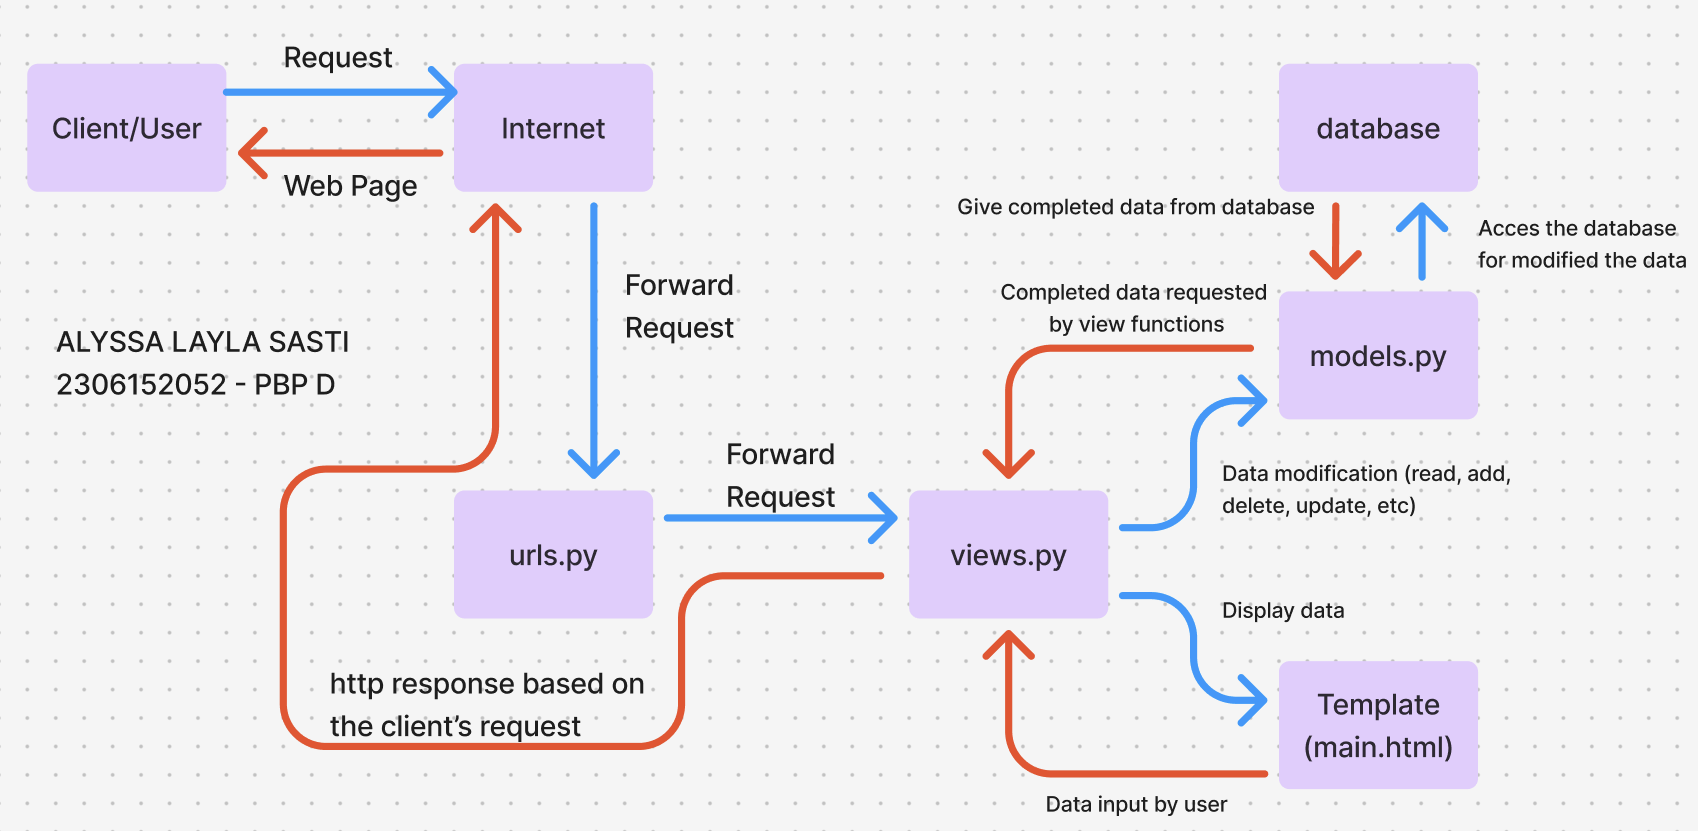 Request
Client/User
Internet
Web Page
database
Give completed data from database
Acces the database
for modified the data
Forward
Request
Completed data requested
by view functions
models.py
ALYSSA LAYLA SASTI
2306152052 - PBP D
Forward
Request
Data modification (read, add,
delete, update, etc)
urls.py
views.py
Display data
http response based on
the client’s request
Template
(main.html)
Data input by user